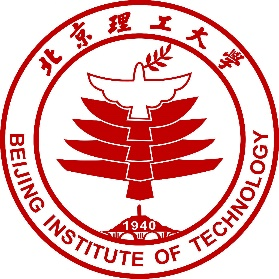 北京理工大学
1940
BEIJING INSTITUTE OF TECHNOLOGY